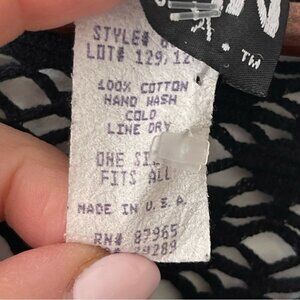 STYLE#
LOT# 129,12
100% COTTON
HAND WASH
COLD
LINE DRY
ONE SIZ
FITS ALL
MADE IN U.S.A.
RN# 87965
™